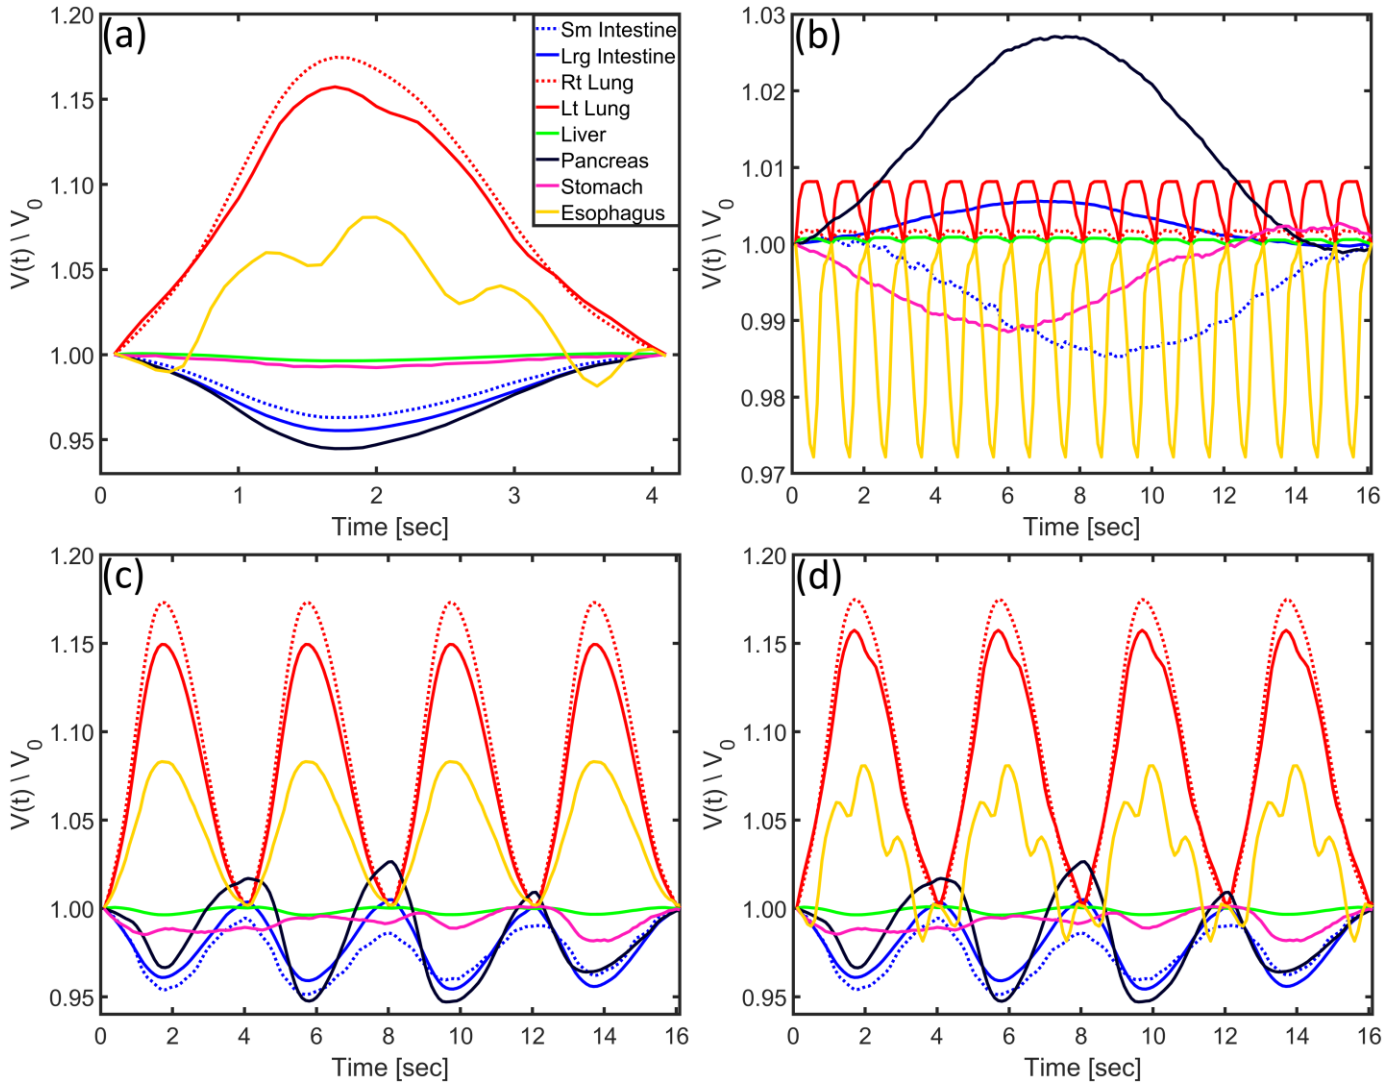 (a)
1.20
1.15
1.10
1.05
1.00
0.95
V(t) \ V0
0
1
2
3
4
Time [sec]
Sm Intestine
Lrg Intestine
Rt Lung
Lt Lung
Liver
Pancreas
Stomach
Esophagus
(b)
1.03
1.02
1.01
1.00
0.99
0.98
0.97
V(t) \ V0
0
2
4
6
8
10
12
14
16
Time [sec]
(c)
1.20
1.15
1.10
1.05
1.00
0.95
V(t) \ V0
0
2
4
6
8
10
12
14
16
Time [sec]
(d)
1.20
1.15
1.10
1.05
1.00
0.95
V(t) \ V0
0
2
4
6
8
10
12
14
16
Time [sec]